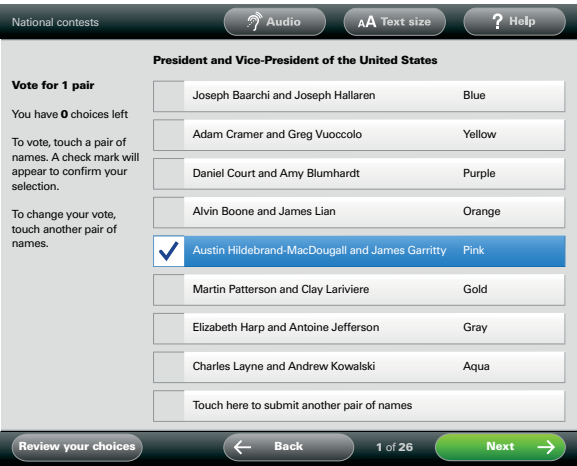 National contests
Audio
AA Text size
? Help
President and Vice-President of the United States
Vote for 1 pair
You have 0 choices left
To vote, touch a pair of
names. A check mark will
appear to confirm your
selection.
To change your vote,
touch another pair of
names.
Joseph Baarchi and Joseph Hallaren Blue
Adam Cramer and Greg Vuoccolo Yellow
Daniel Court and Amy Blumhardt Purple
Alvin Boone and James Lian Orange
Austin Hildebrand-MacDougall and James Garritty Pink
Martin Patterson and Clay Lariviere Gold
Elizabeth Harp and Antoine Jefferson Gray
Charles Layne and Andrew Kowalski Aqua
Touch here to submit another pair of names
Review your choices
Back
1 of 26
Next